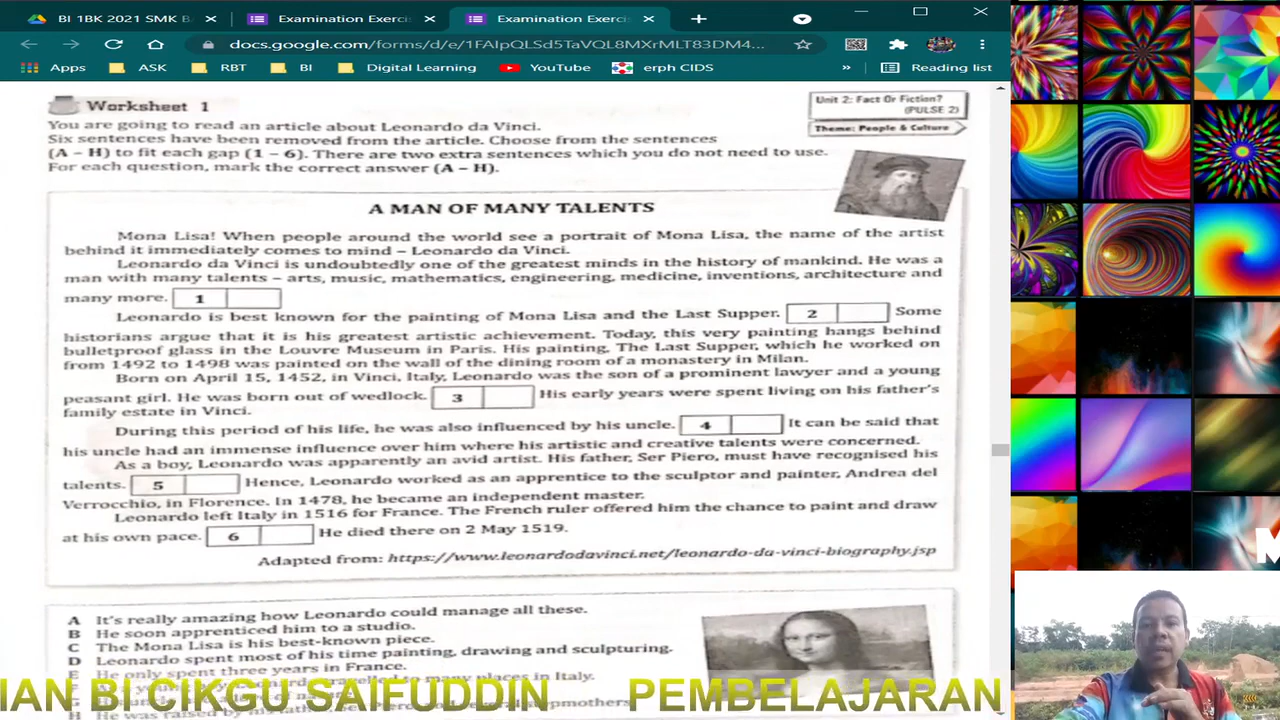 BI 1BK 2021 SMK B
Examination Exerci
Examination Exerci
docs.google.com/forms/d/e/1FAIpQLSd5TaVQL8MXrMLT83DM4...
Apps
ASK
RBT
BI
Digital Learning
YouTube
erph CIDS
»
Reading list
Worksheet 1
Unit 2: Fact Or Fiction?
(PULSE 2)
Theme: People & Culture
You are going to read an article about Leonardo da Vinci.
Six sentences have been removed from the article. Choose from the sentences
(A – H) to fit each gap (1 – 6). There are two extra sentences which you do not need to use.
For each question, mark the correct answer (A – H).
A MAN OF MANY TALENTS
Mona Lisa! When people around the world see a portrait of Mona Lisa, the name of the artist
behind it immediately comes to mind – Leonardo da Vinci.
Leonardo da Vinci is undoubtedly one of the greatest minds in the history of mankind. He was a
man with many talents – arts, music, mathematics, engineering, medicine, inventions, architecture and
many more. 1
Leonardo is best known for the painting of Mona Lisa and the Last Supper. 2 Some
historians argue that it is his greatest artistic achievement. Today, this very painting hangs behind
bulletproof glass in the Louvre Museum in Paris. His painting, The Last Supper, which he worked on
from 1492 to 1498 was painted on the wall of the dining room of a monastery in Milan.
Born on April 15, 1452, in Vinci, Italy, Leonardo was the son of a prominent lawyer and a young
peasant girl. He was born out of wedlock. 3 His early years were spent living on his father's
family estate in Vinci.
During this period of his life, he was also influenced by his uncle. 4 It can be said that
his uncle had an immense influence over him where his artistic and creative talents were concerned.
As a boy, Leonardo was apparently an avid artist. His father, Ser Piero, must have recognised his
talents. 5 Hence, Leonardo worked as an apprentice to the sculptor and painter, Andrea del
Verrocchio, in Florence. In 1478, he became an independent master.
Leonardo left Italy in 1516 for France. The French ruler offered him the chance to paint and draw
at his own pace. 6 He died there on 2 May 1519.
Adapted from: https://www.leonardodavinci.net/leonardo-da-vinci-biography.jsp
A It's really amazing how Leonardo could manage all these.
B He soon apprenticed him to a studio.
C The Mona Lisa is his best-known piece.
D Leonardo spent most of his time painting, drawing and sculpturing.
E He only spent three years in France.
to many places in Italy.
H He was raised by his
IAN BI CIKGU SAIFUDDIN PEMBELAJARAN
M